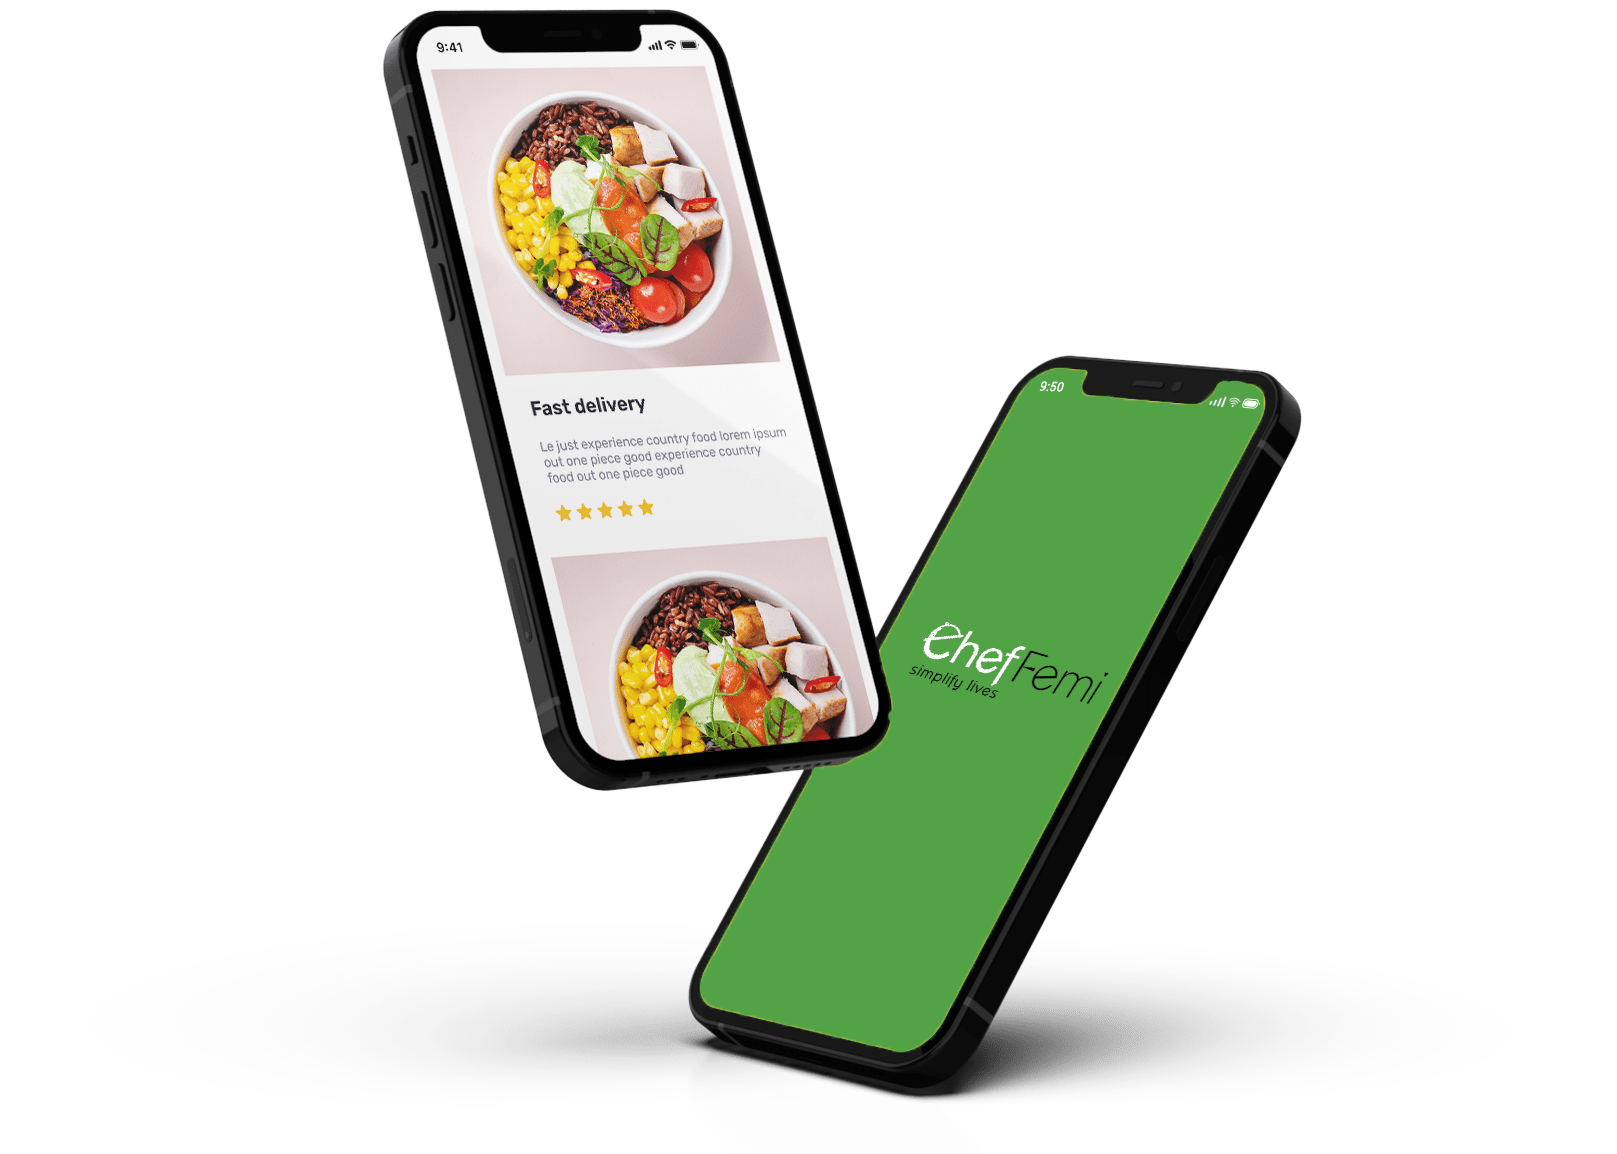 9:41
Fast delivery
Le just experience country food lorem ipsum
out one piece good experience country
food out one piece good
9:50
ChefFemi
simplify lives